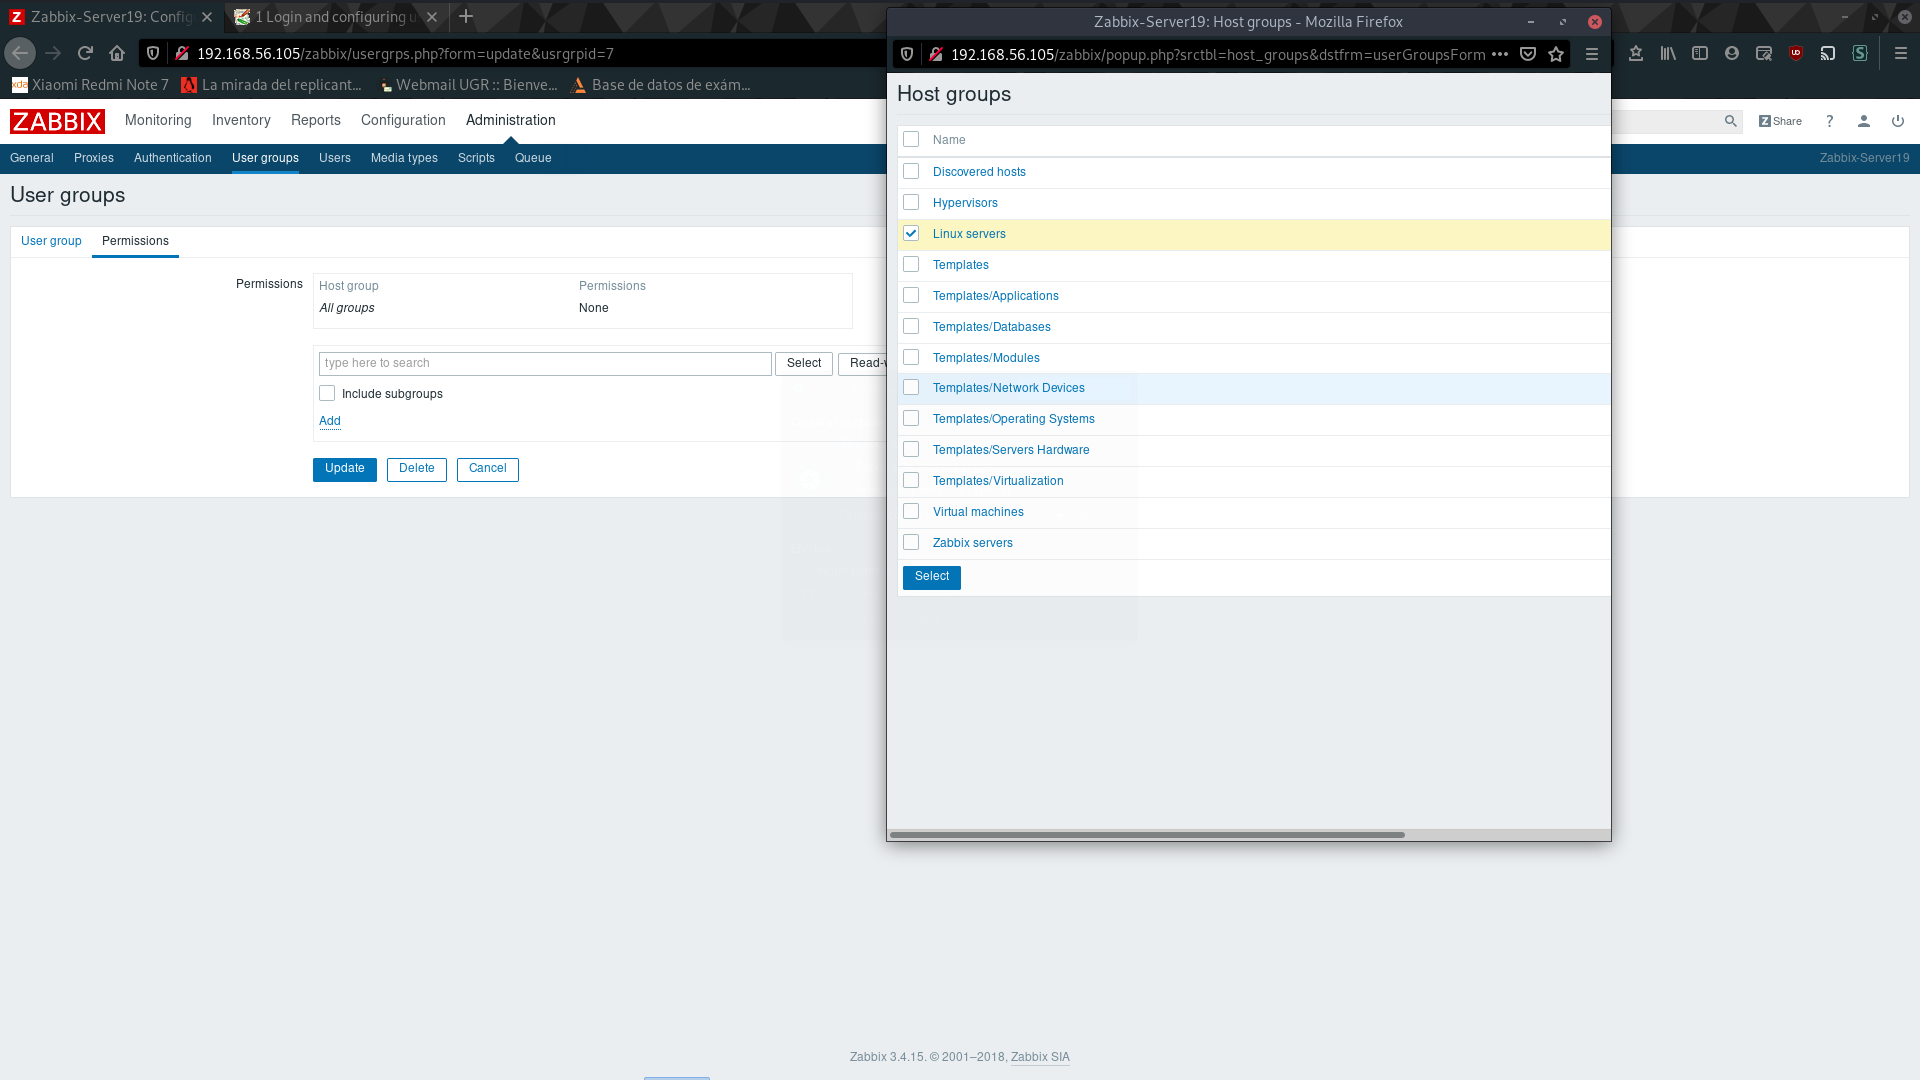 Zabbix-Server19: Config
1 Login and configuring u
192.168.56.105/zabbix/usergrps.php?form=update&usrgrpid=7
Xiaomi Redmi Note 7
La mirada del replicant...
Webmail UGR :: Bienve...
Base de datos de exám...
ZABBIX
Monitoring
Inventory
Reports
Configuration
Administration
Share
?
General
Proxies
Authentication
User groups
Users
Media types
Scripts
Queue
Zabbix-Server19
User groups
User group
Permissions
Permissions
Host group
Permissions
All groups
None
type here to search
Select
Read-w
Include subgroups
Add
Update
Delete
Cancel
Zabbix-Server19: Host groups - Mozilla Firefox
192.168.56.105/zabbix/popup.php?srctbl=host_groups&dstfrm=userGroupsForm
Host groups
Name
Discovered hosts
Hypervisors
Linux servers
Templates
Templates/Applications
Templates/Databases
Templates/Modules
Templates/Network Devices
Templates/Operating Systems
Templates/Servers Hardware
Templates/Virtualization
Virtual machines
Zabbix servers
Select
Zabbix 3.4.15. © 2001–2018, Zabbix SIA